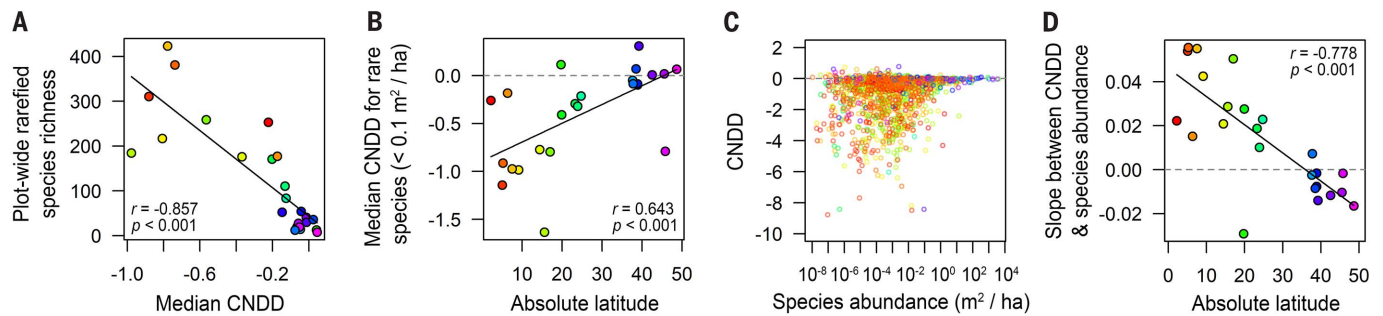 A
Plot-wide rarefied
species richness
400
300
200
100
0
r = -0.857
p < 0.001
-1.0
-0.6
-0.2
Median CNDD
B
Median CNDD for rare
species (< 0.1 m² / ha)
0.0
-0.5
-1.0
-1.5
r = 0.643
p < 0.001
10
20
30
40
50
Absolute latitude
C
CNDD
2
0
-2
-4
-6
-8
-10
10⁻⁸
10⁻⁶
10⁻⁴
10⁻²
10⁰
10²
10⁴
Species abundance (m² / ha)
D
Slope between CNDD
& species abundance
0.04
0.02
0.00
-0.02
r = -0.778
p < 0.001
0
10
20
30
40
50
Absolute latitude